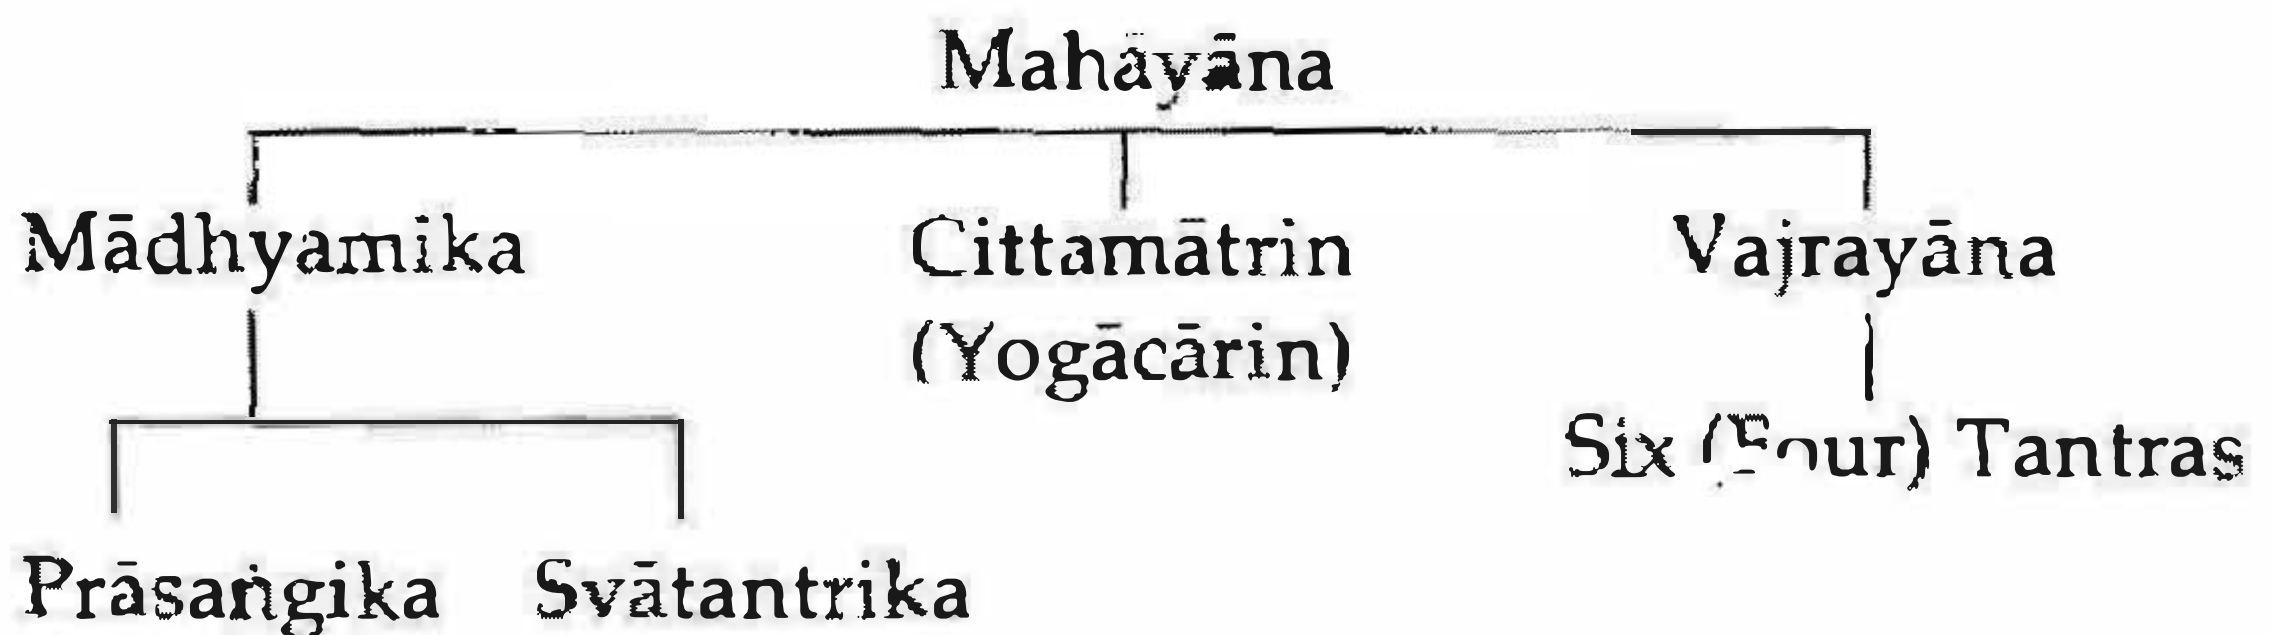 Mahāyāna
Mādhyamika Cittamātrin Vajrayāna
(Yogācārin)
Six (Four) Tantras
Prāsaṅgika Svātantrika